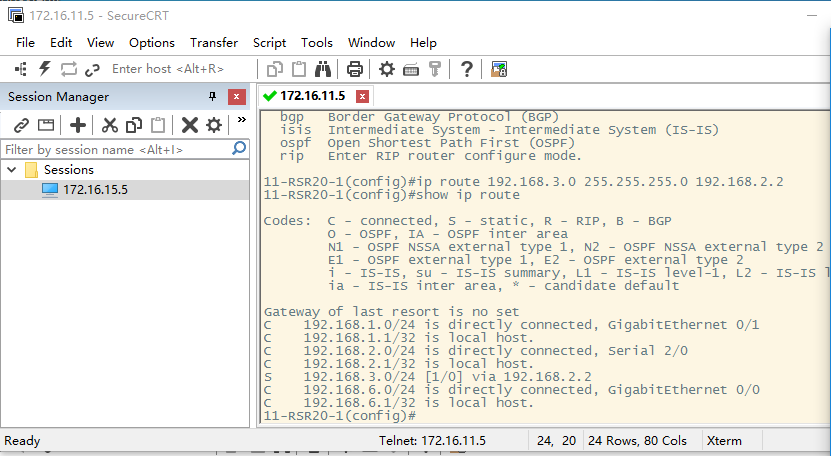 172.16.11.5 - SecureCRT
File Edit View Options Transfer Script Tools Window Help
Enter host <Alt+R>
Session Manager
172.16.11.5
Filter by session name <Alt+I>
Sessions
172.16.15.5
bgp Border Gateway Protocol (BGP)
isis Intermediate System - Intermediate System (IS-IS)
ospf Open Shortest Path First (OSPF)
rip Enter RIP router configure mode.
11-RSR20-1(config)#ip route 192.168.3.0 255.255.255.0 192.168.2.2
11-RSR20-1(config)#show ip route
Codes: C - connected, S - static, R - RIP, B - BGP
O - OSPF, IA - OSPF inter area
N1 - OSPF NSSA external type 1, N2 - OSPF NSSA external type 2
E1 - OSPF external type 1, E2 - OSPF external type 2
i - IS-IS, su - IS-IS summary, L1 - IS-IS level-1, L2 - IS-IS l
ia - IS-IS inter area, * - candidate default
Gateway of last resort is no set
C 192.168.1.0/24 is directly connected, GigabitEthernet 0/1
C 192.168.1.1/32 is local host.
C 192.168.2.0/24 is directly connected, Serial 2/0
C 192.168.2.1/32 is local host.
S 192.168.3.0/24 [1/0] via 192.168.2.2
C 192.168.6.0/24 is directly connected, GigabitEthernet 0/0
C 192.168.6.1/32 is local host.
11-RSR20-1(config)#
Ready Telnet: 172.16.11.5 24, 20 24 Rows, 80 Cols Xterm